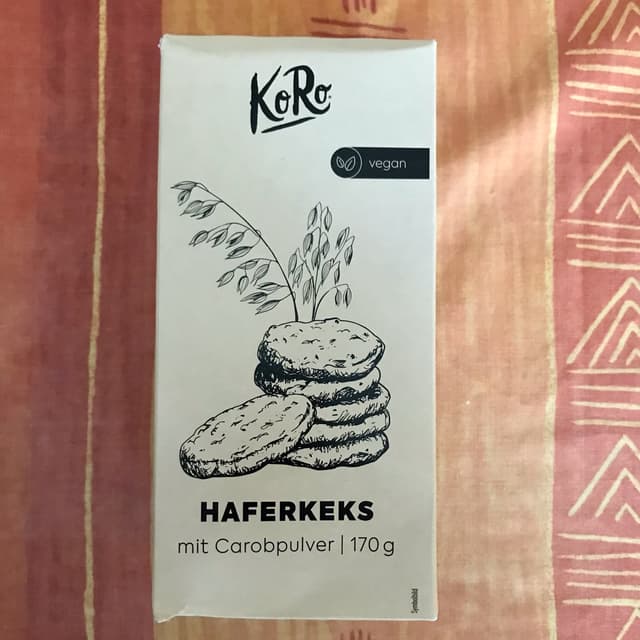 KoRo
vegan
HAFERKEKS
mit Carobpulver | 170 g
Symbolbild